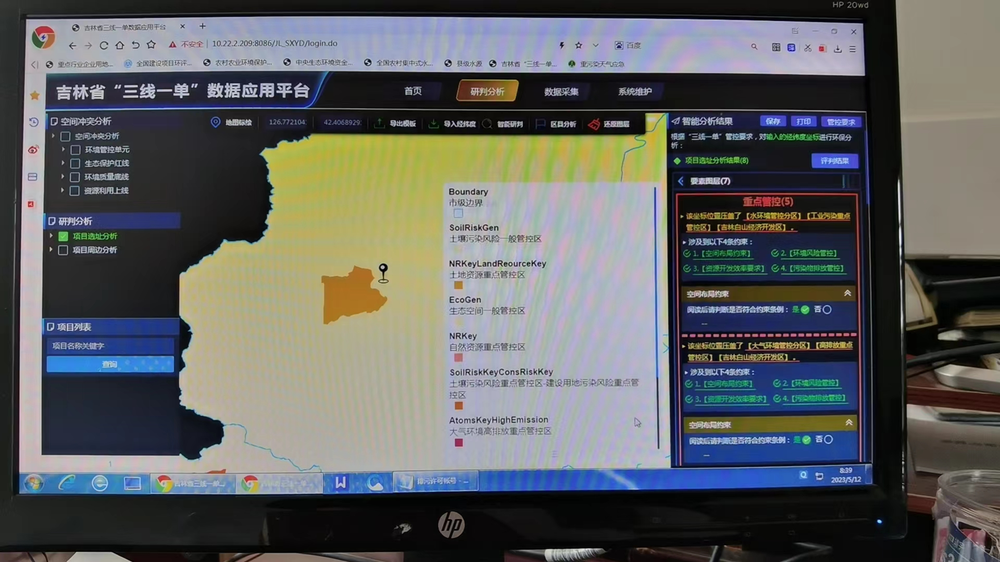 HP 20wd
吉林省三线一单数据应用平台
不安全
10.22.2.209:8086/JL_SXYD/login.do
百度
重点行业企业用地...
全国建设项目环评...
农村农业环境保护...
中央生态环境资金...
全国农村集中式水...
县级水源
吉林省“三线一单...
重污染天气应急
吉林省“三线一单”数据应用平台
首页
研判分析
数据采集
系统维护
空间冲突分析
空间冲突分析
环境管控单元
生态保护红线
环境质量底线
资源利用上线
研判分析
项目选址分析
项目周边分析
项目列表
项目名称关键字
查询
1
地图标绘
126.772104
42.406892
导出模板
导入经纬度
智能研判
区县分析
还原图层
Boundary
市级边界
SoilRiskGen
土壤污染风险一般管控区
NRKeyLandReourceKey
土地资源重点管控区
EcoGen
生态空间一般管控区
NRKey
自然资源重点管控区
SoilRiskKeyConsRiskKey
土壤污染风险重点管控区-建设用地污染风险重点管
控区
AtomsKeyHighEmission
大气环境高排放重点管控区
智能分析结果
保存
打印
管控要求
根据“三线一单”管控要求，对输入的经纬度坐标进行环保分
析：
项目选址分析结果(8)
评判结果
要素图层(7)
重点管控(5)
该坐标位置压盖了【水环境管控分区】【工业污染重点
管控区】【吉林白山经济开发区】。
涉及到以下4条约束：
1.【空间布局约束】
2.【环境风险管控】
3.【资源开发效率要求】
4.【污染物排放管控】
空间布局约束
阅读后请判断是否符合约束条例：是 否
--
该坐标位置压盖了【大气环境管控分区】【高排放重点
管控区】【吉林白山经济开发区】。
涉及到以下4条约束：
1.【空间布局约束】
2.【环境风险管控】
3.【资源开发效率要求】
4.【污染物排放管控】
空间布局约束
阅读后请判断是否符合约束条例：是 否
--
吉林省三线一单...
排污许可帐号 - ...
8:39
2023/5/12
hp